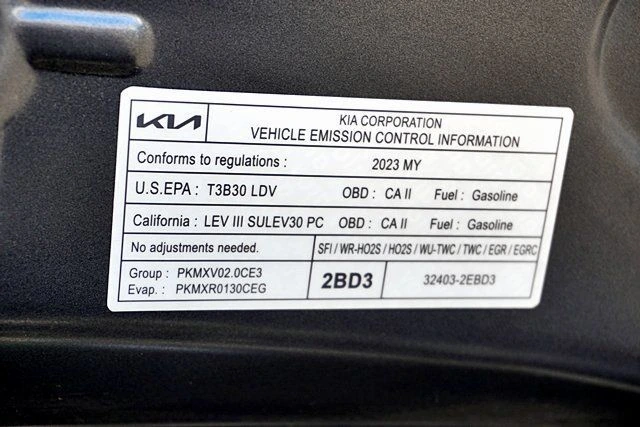 KIA
KIA CORPORATION
VEHICLE EMISSION CONTROL INFORMATION
Conforms to regulations : 2023 MY
U.S.EPA : T3B30 LDV OBD : CA II Fuel : Gasoline
California : LEV III SULEV30 PC OBD : CA II Fuel : Gasoline
No adjustments needed. SFI / WR-HO2S / HO2S / WU-TWC / TWC / EGR / EGRC
Group : PKMXV02.0CE3
Evap. : PKMXR0130CEG
2BD3
32403-2EBD3